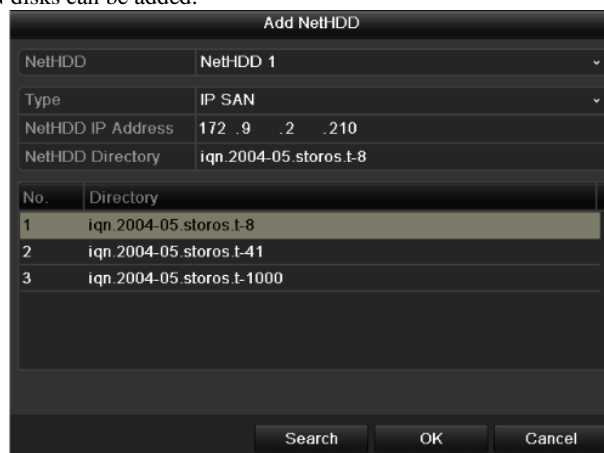 disks can be added.
Add NetHDD
NetHDD NetHDD 1
Type IP SAN
NetHDD IP Address 172 .9 .2 .210
NetHDD Directory iqn.2004-05.storos.t-8
No. Directory
1 iqn.2004-05.storos.t-8
2 iqn.2004-05.storos.t-41
3 iqn.2004-05.storos.t-1000
Search OK Cancel